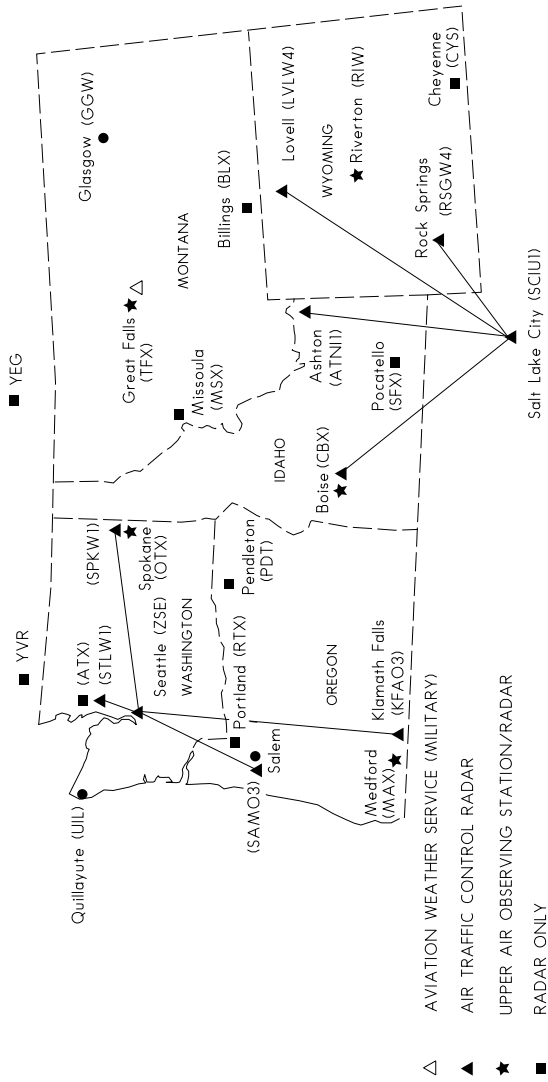 YVR
YEG
(ATX)
(STLW1)
(SPKW1)
Quillayute (UIL)
Seattle (ZSE)
Spokane
(OTX)
WASHINGTON
Great Falls
(TFX)
Glasgow (GGW)
Missoula
(MSX)
MONTANA
Billings (BLX)
Portland (RTX)
Pendleton
(PDT)
(SAMO3)
Salem
IDAHO
Ashton
(ATNI1)
Lovell (LVLW4)
WYOMING
Riverton (RIW)
OREGON
Boise (CBX)
Pocatello
(SFX)
Medford
(MAX)
Klamath Falls
(KFAO3)
Rock Springs
(RSGW4)
Cheyenne
(CYS)
Salt Lake City (SCIU1)
AVIATION WEATHER SERVICE (MILITARY)
AIR TRAFFIC CONTROL RADAR
UPPER AIR OBSERVING STATION/RADAR
RADAR ONLY